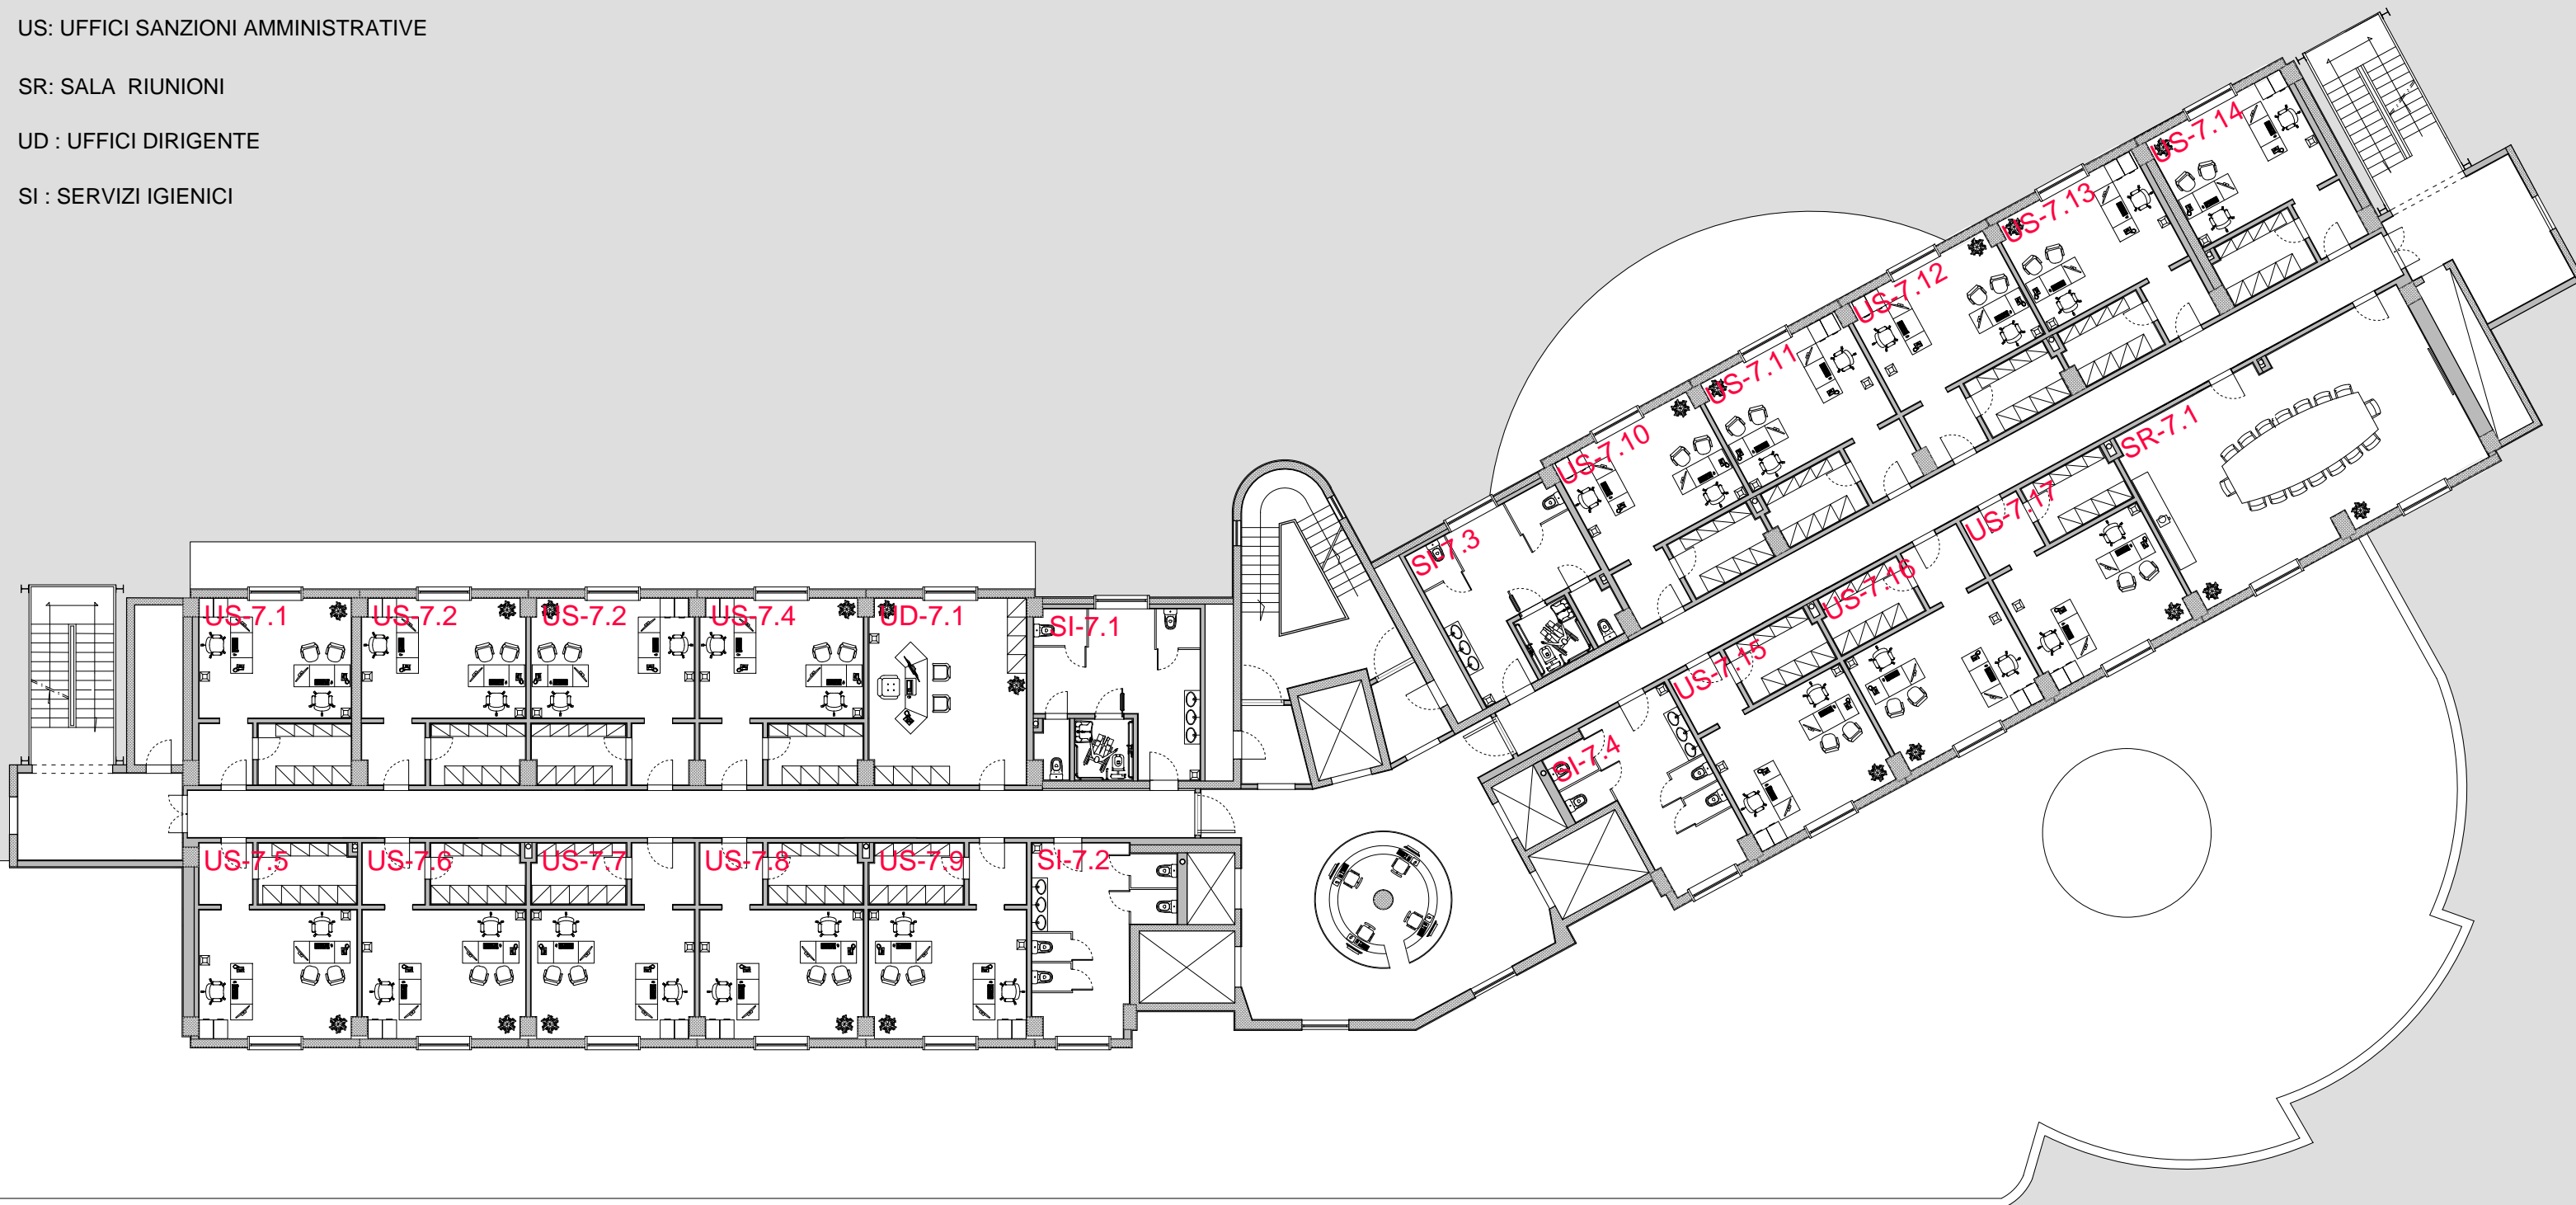 US: UFFICI SANZIONI AMMINISTRATIVE
SR: SALA RIUNIONI
UD : UFFICI DIRIGENTE
SI : SERVIZI IGIENICI
US-7.14
US-7.13
US-7.12
US-7.11
US-7.10
SI-7.3
SR-7.1
US-7.17
US-7.16
US-7.15
SI-7.4
US-7.1
US-7.2
US-7.2
US-7.4
UD-7.1
SI-7.1
US-7.5
US-7.6
US-7.7
US-7.8
US-7.9
SI-7.2